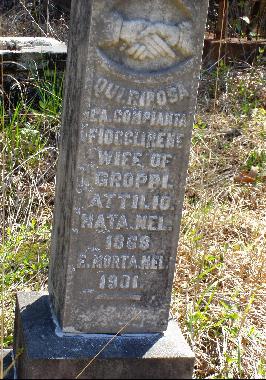 QUI RIPOSA
LA COMPIANTA
FIOCCLIRENE
WIFE OF
GROPPI
ATTILIO
NATA.NEL.
1868
E.MORTA.NEL
1901